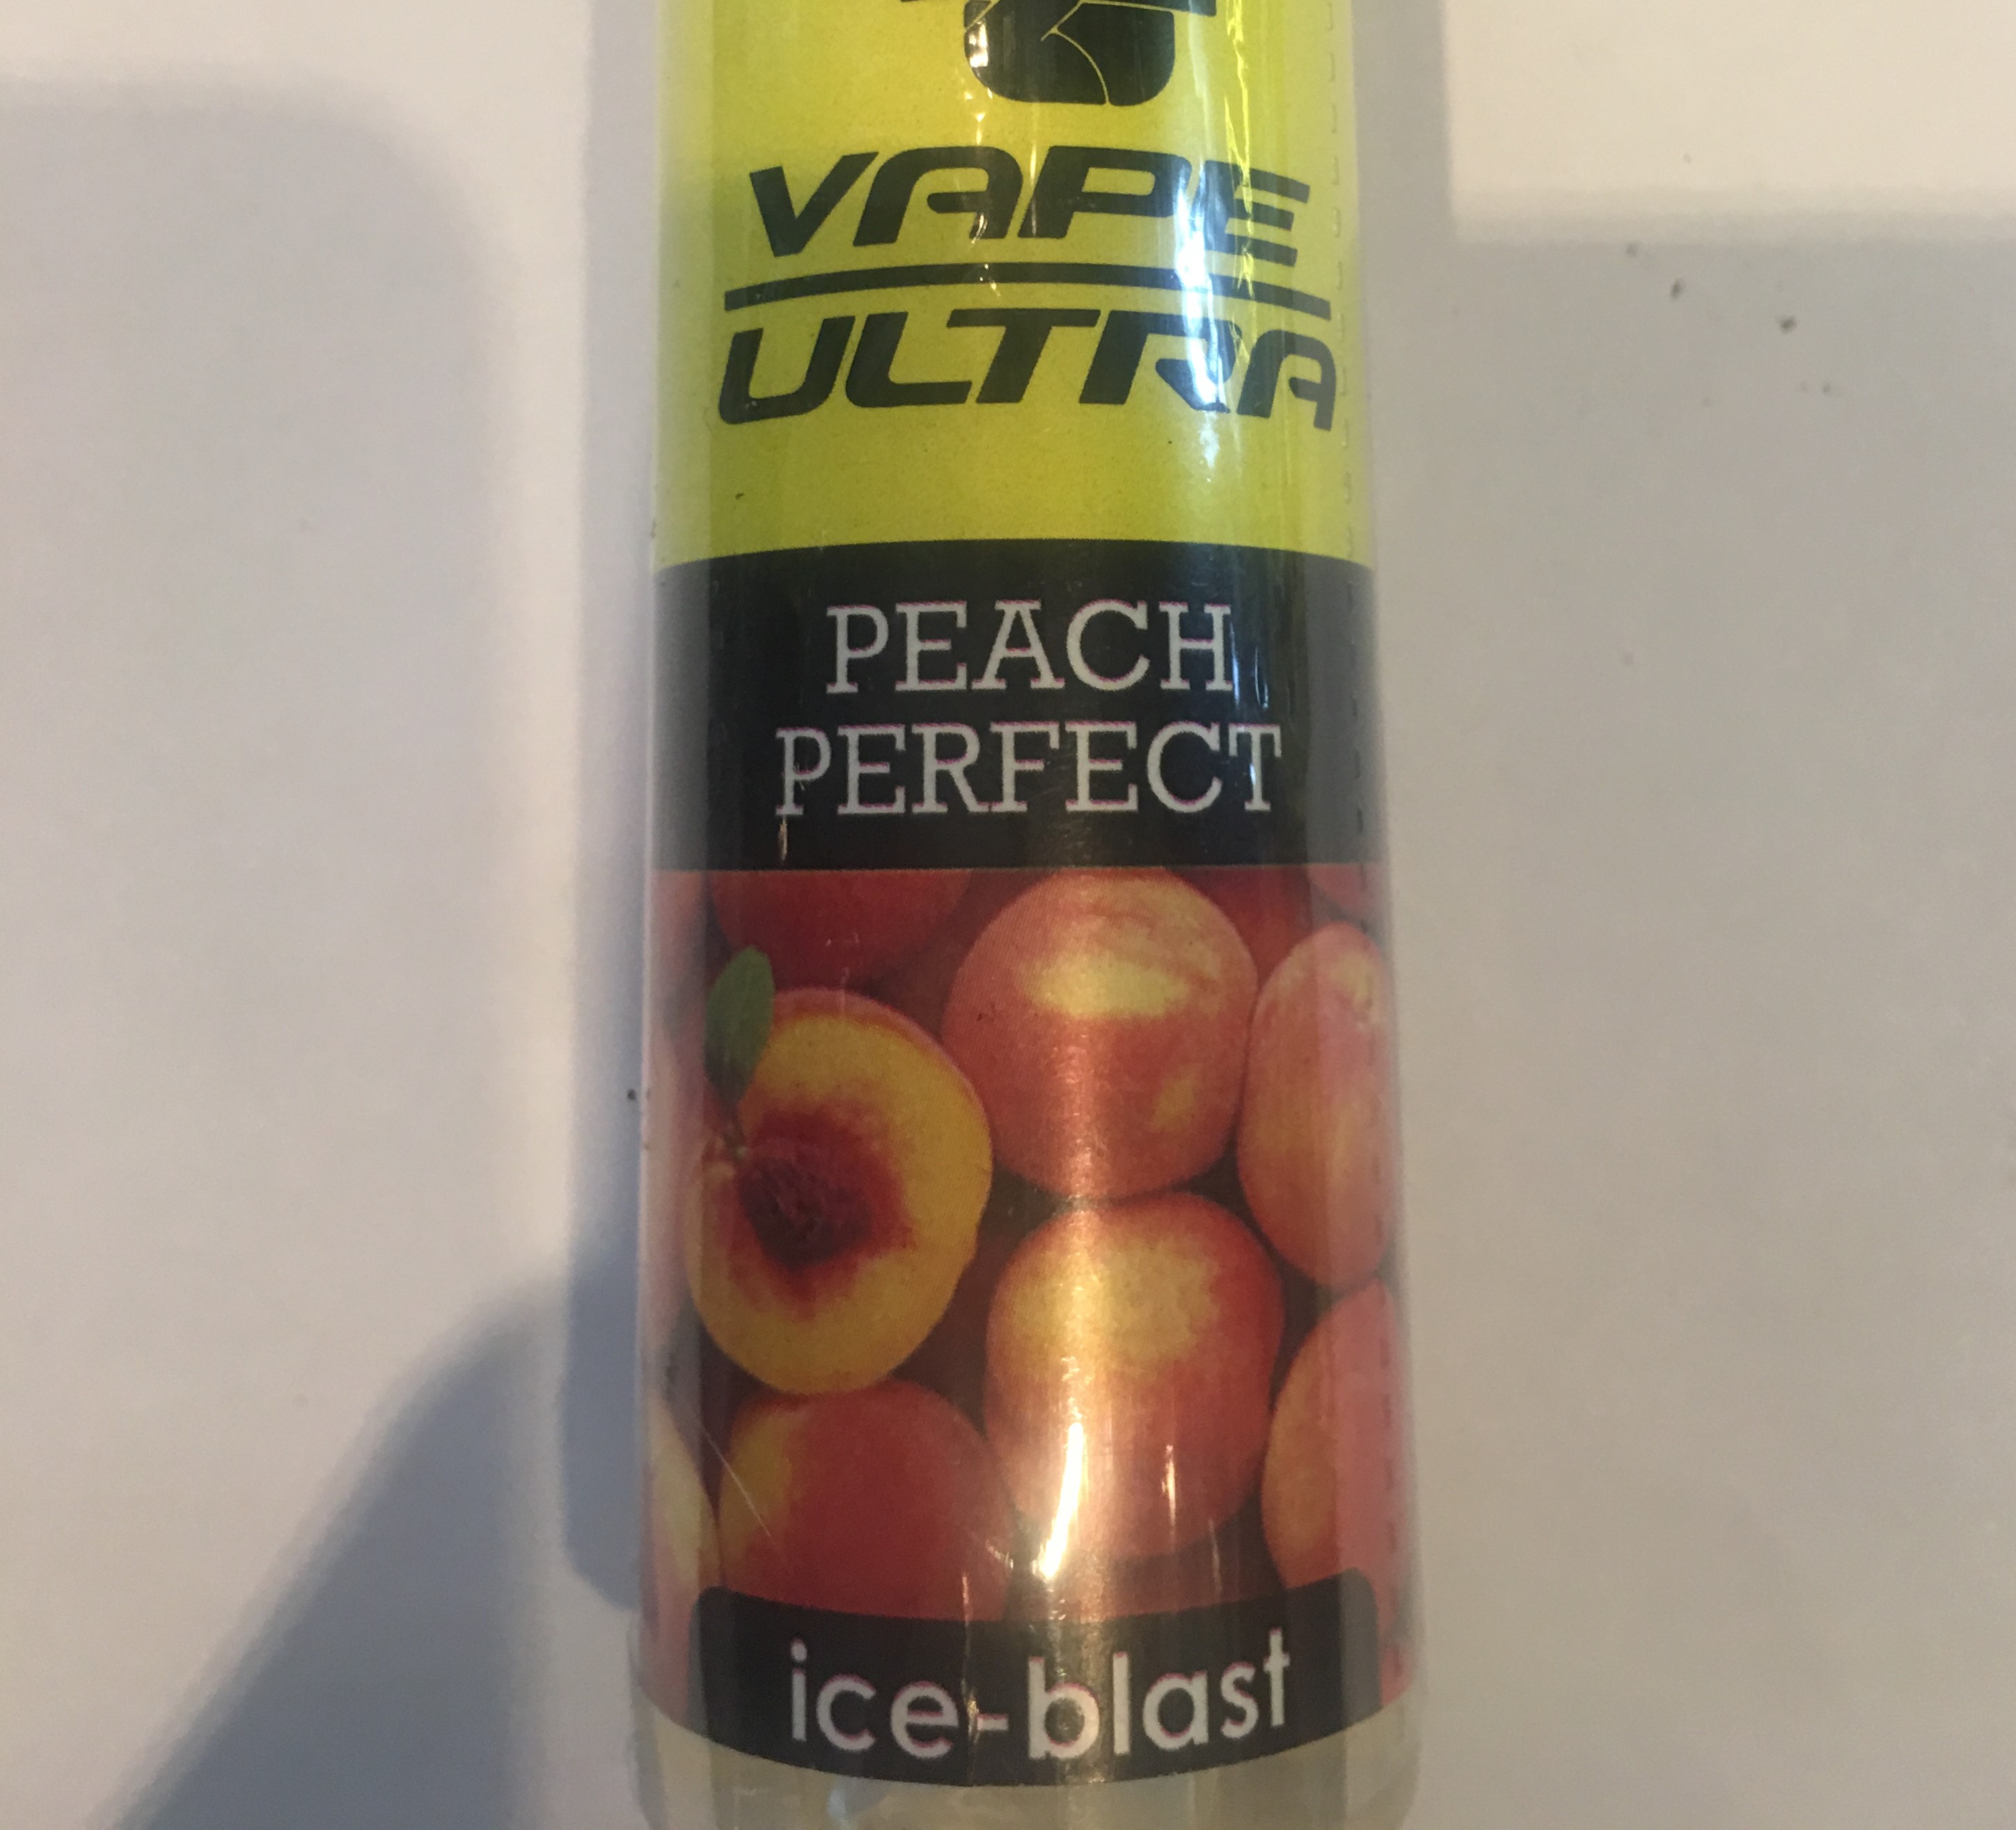 VAPE
ULTRA
PEACH
PERFECT
ice-blast